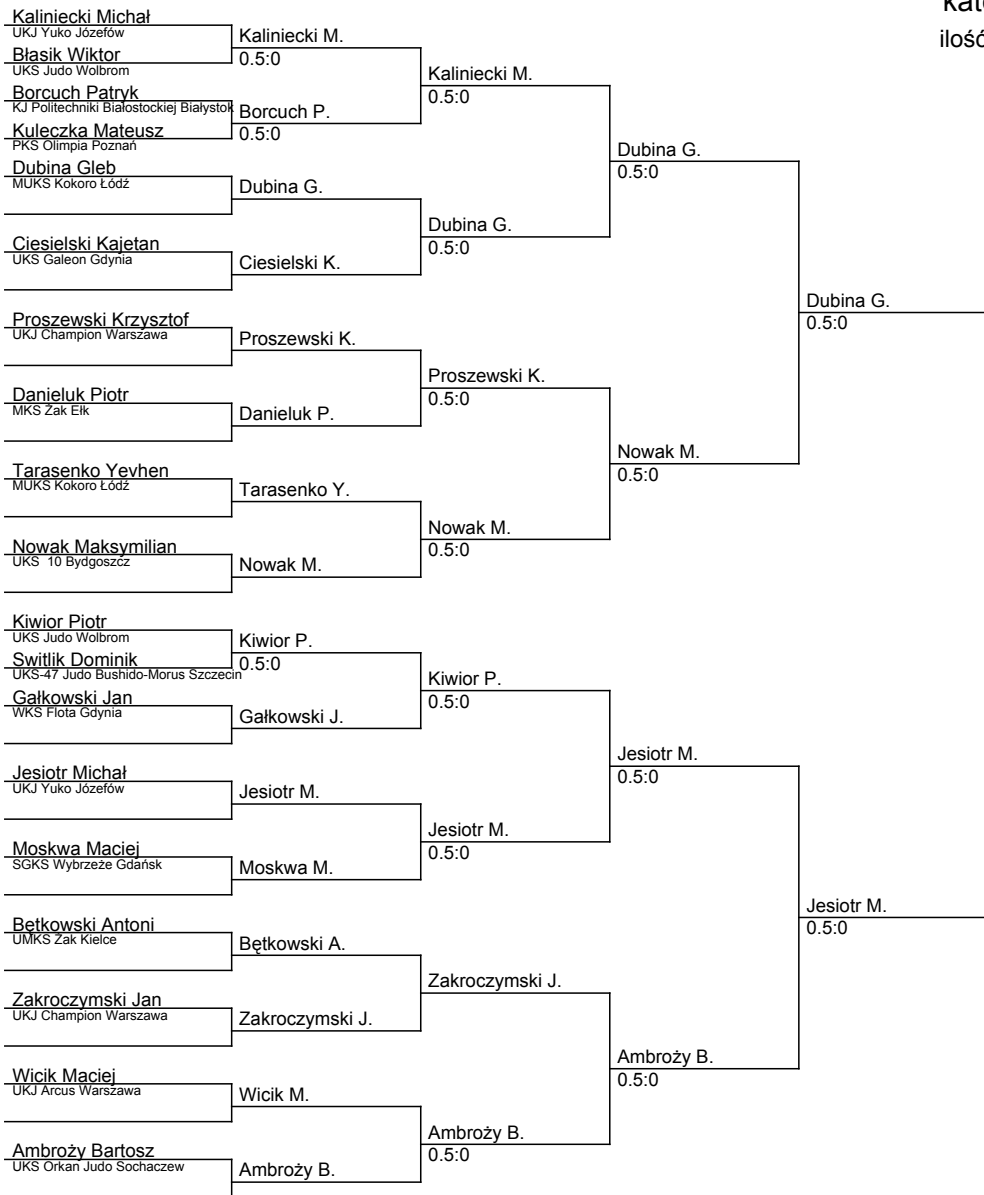 kat
ilość
Kaliniecki Michał
UKJ Yuko Józefów
Błasik Wiktor
UKS Judo Wolbrom
Borcuch Patryk
KJ Politechniki Białostockiej Białystok
Kuleczka Mateusz
PKS Olimpia Poznań
Dubina Gleb
MUKS Kokoro Łódź
Ciesielski Kajetan
UKS Galeon Gdynia
Proszewski Krzysztof
UKJ Champion Warszawa
Danieluk Piotr
MKS Żak Ełk
Tarasenko Yevhen
MUKS Kokoro Łódź
Nowak Maksymilian
UKS 10 Bydgoszcz
Kiwior Piotr
UKS Judo Wolbrom
Switlik Dominik
UKS-47 Judo Bushido-Morus Szczecin
Gałkowski Jan
WKS Flota Gdynia
Jesiotr Michał
UKJ Yuko Józefów
Moskwa Maciej
SGKS Wybrzeże Gdańsk
Bętkowski Antoni
UMKS Żak Kielce
Zakroczymski Jan
UKJ Champion Warszawa
Wicik Maciej
UKJ Arcus Warszawa
Ambroży Bartosz
UKS Orkan Judo Sochaczew
Kaliniecki M.
0.5:0
Borcuch P.
0.5:0
Dubina G.
Ciesielski K.
Proszewski K.
Danieluk P.
Tarasenko Y.
Nowak M.
Kiwior P.
0.5:0
Gałkowski J.
Jesiotr M.
Moskwa M.
Bętkowski A.
Zakroczymski J.
Wicik M.
Ambroży B.
Kaliniecki M.
0.5:0
Dubina G.
0.5:0
Proszewski K.
0.5:0
Nowak M.
0.5:0
Kiwior P.
0.5:0
Jesiotr M.
0.5:0
Zakroczymski J.
Ambroży B.
0.5:0
Dubina G.
0.5:0
Nowak M.
0.5:0
Jesiotr M.
0.5:0
Ambroży B.
0.5:0
Dubina G.
0.5:0
Jesiotr M.
0.5:0